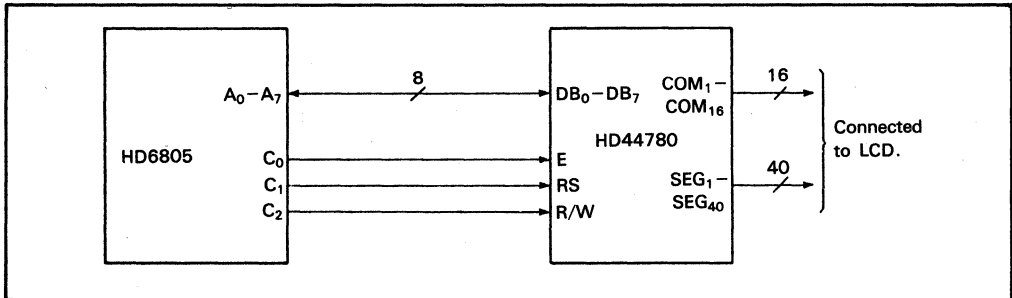 HD6805
A₀–A₇
C₀
C₁
C₂
8
DB₀–DB₇
E
RS
R/W
HD44780
COM₁–
COM₁₆
SEG₁–
SEG₄₀
16
40
Connected
to LCD.